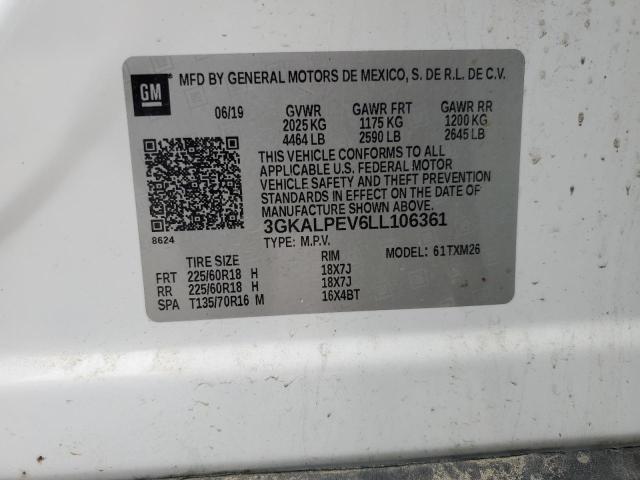 GM
MFD BY GENERAL MOTORS DE MEXICO, S. DE R.L. DE C.V.
06/19 GVWR GAWR FRT GAWR RR
2025 KG 1175 KG 1200 KG
4464 LB 2590 LB 2645 LB
THIS VEHICLE CONFORMS TO ALL
APPLICABLE U.S. FEDERAL MOTOR
VEHICLE SAFETY AND THEFT PREVENTION
STANDARDS IN EFFECT ON THE DATE OF
MANUFACTURE SHOWN ABOVE.
3GKALPEV6LL106361
8624
TYPE: M.P.V. MODEL: 61TXM26
TIRE SIZE RIM
FRT 225/60R18 H 18X7J
RR 225/60R18 H 18X7J
SPA T135/70R16 M 16X4BT